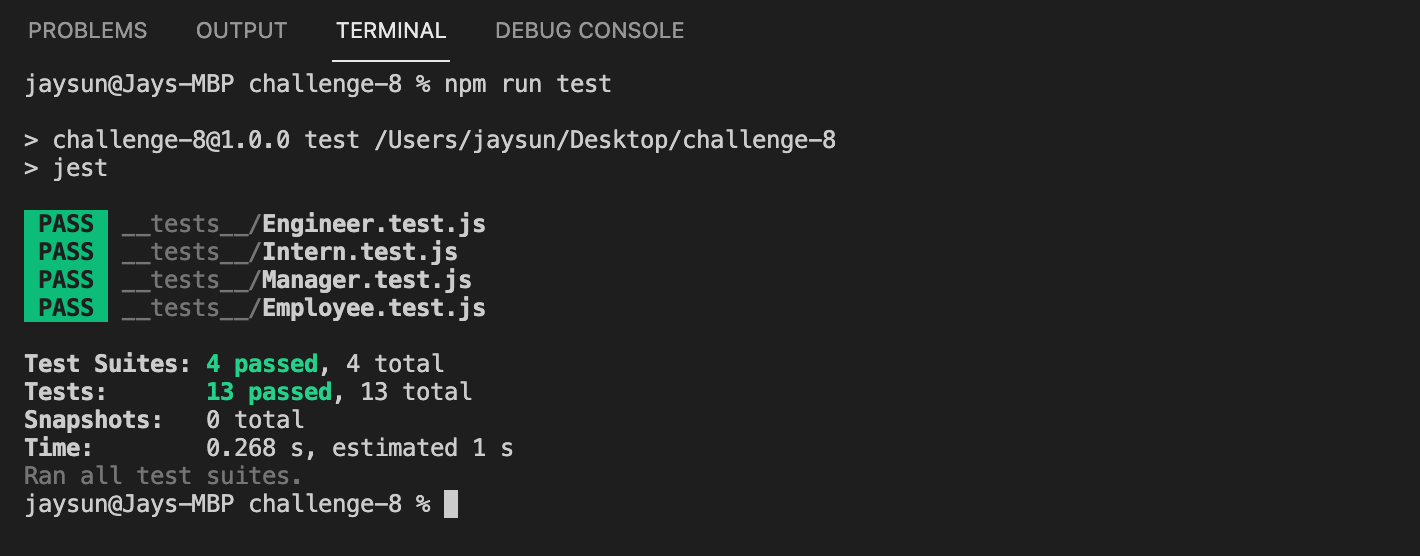 PROBLEMS OUTPUT TERMINAL DEBUG CONSOLE
jaysun@Jays-MBP challenge-8 % npm run test
> challenge-8@1.0.0 test /Users/jaysun/Desktop/challenge-8
> jest
PASS __tests__/Engineer.test.js
PASS __tests__/Intern.test.js
PASS __tests__/Manager.test.js
PASS __tests__/Employee.test.js
Test Suites: 4 passed, 4 total
Tests: 13 passed, 13 total
Snapshots: 0 total
Time: 0.268 s, estimated 1 s
Ran all test suites.
jaysun@Jays-MBP challenge-8 %